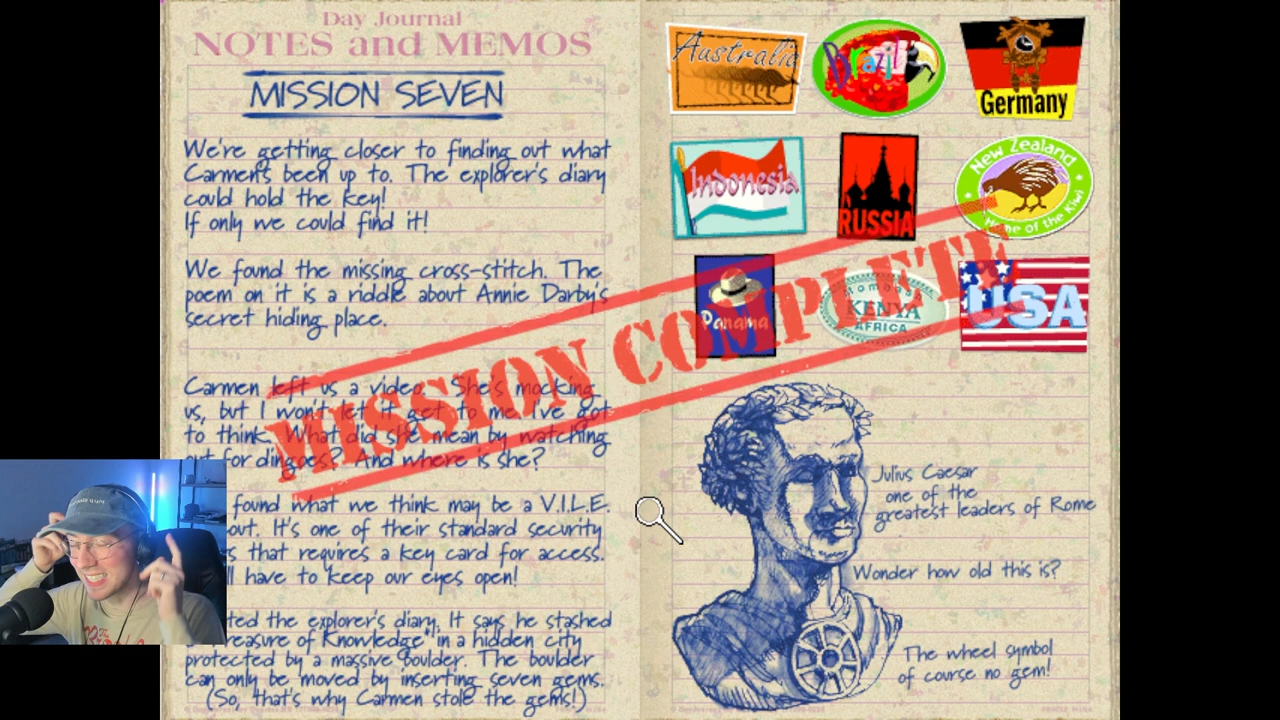 Day Journal
NOTES and MEMOS
MISSION SEVEN
We're getting closer to finding out what
Carmen's been up to. The explorer's diary
could hold the key!
If only we could find it!
We found the missing cross-stitch. The
poem on it is a riddle about Annie Darby's
secret hiding place.
Carmen left us a video. She's mocking
us, but I won't let it get to me. I've got
to think. What did she mean by watching
out for dingoes? And where is she?
found what we think may be a V.I.L.E.
out. It's one of their standard security
that requires a key card for access.
have to keep our eyes open!
the explorer's diary. It says he stashed
"Treasure of Knowledge" in a hidden city
protected by a massive boulder. The boulder
can only be moved by inserting seven gems.
(So, that's why Carmen stole the gems!)
Australia
Brazil
Germany
Indonesia
RUSSIA
New Zealand
Home of the Kiwi
Panama
Mombasa
KENYA
AFRICA
USA
MISSION COMPLETE
Julius Caesar
one of the
greatest leaders of Rome
Wonder how old this is?
The wheel symbol
of course no gem!